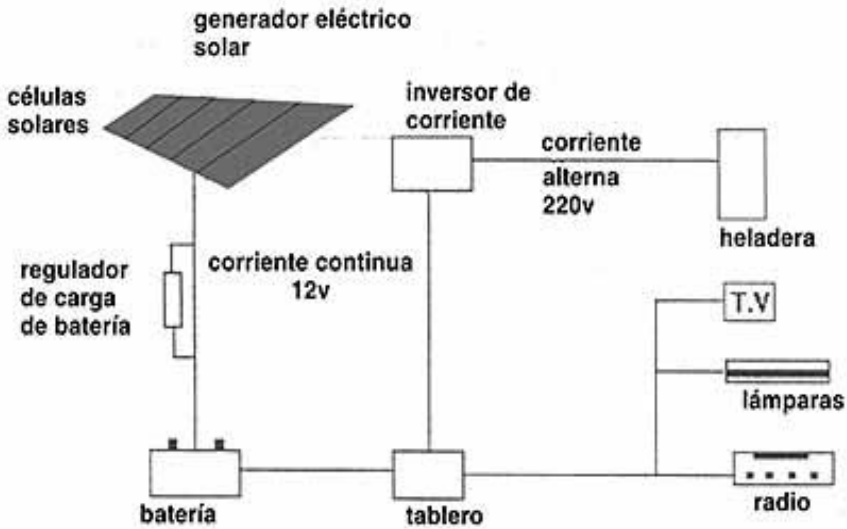 generador eléctrico
solar
células
solares
inversor de
corriente
corriente
alterna
220v
heladera
regulador
de carga
de batería
corriente continua
12v
T.V
lámparas
radio
batería
tablero